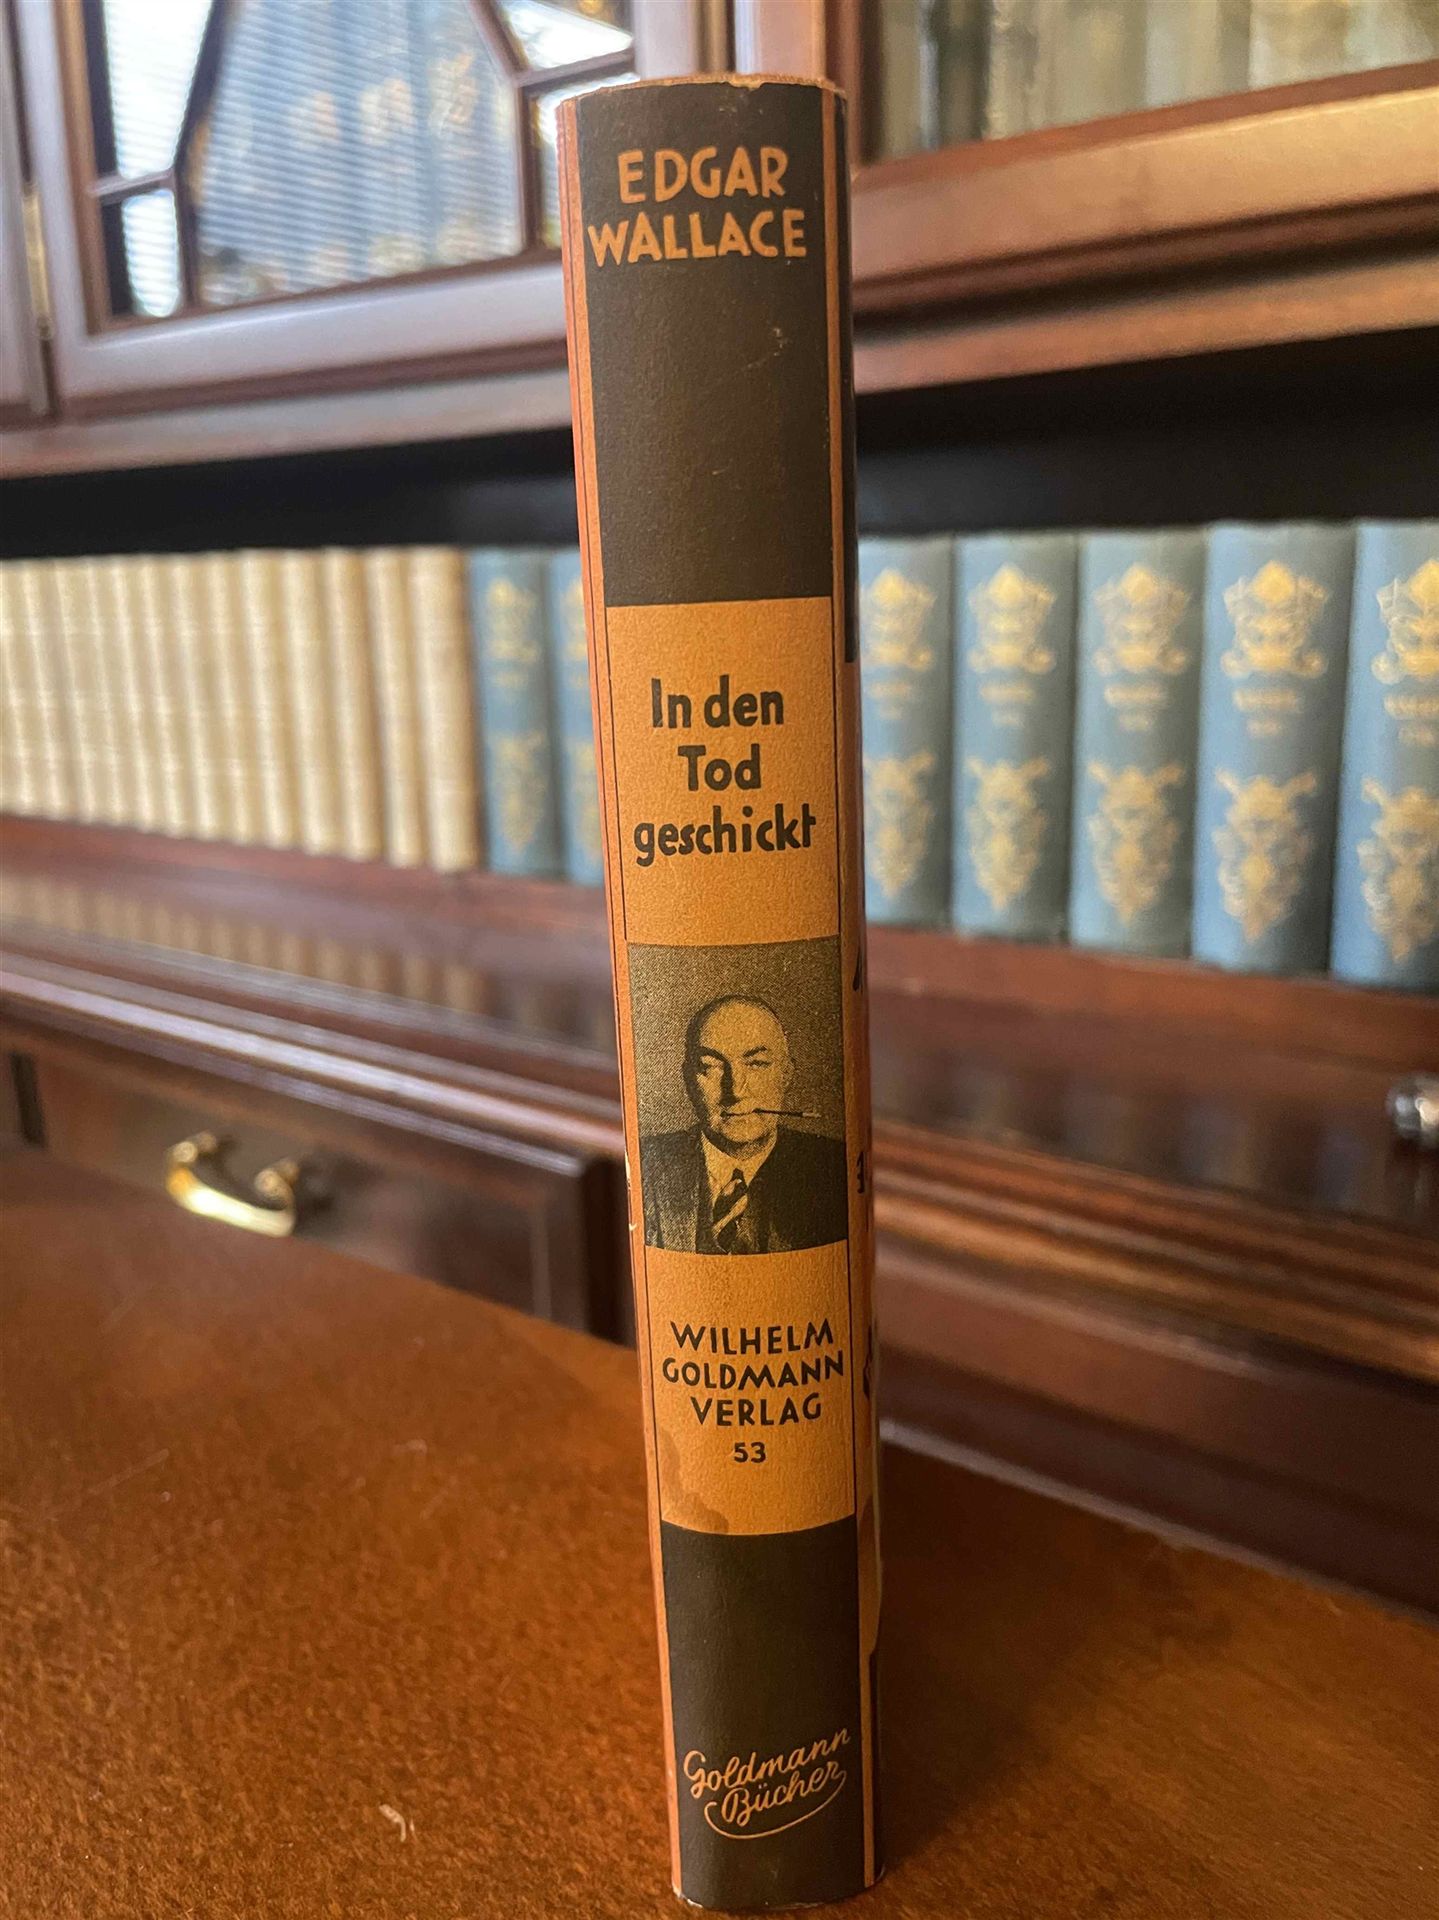 EDGAR
WALLACE
In den
Tod
geschickt
WILHELM
GOLDMANN
VERLAG
53
Goldmann
Bücher